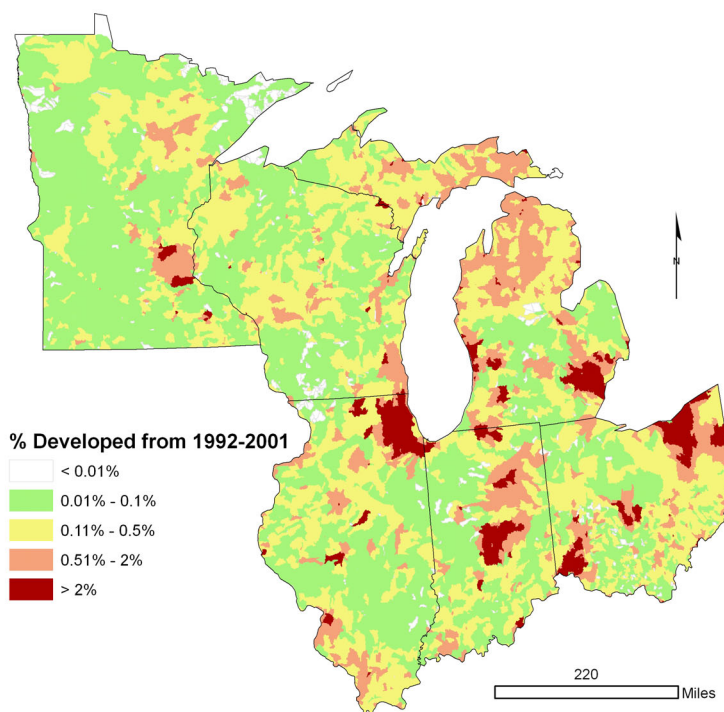 N
% Developed from 1992-2001
< 0.01%
0.01% - 0.1%
0.11% - 0.5%
0.51% - 2%
> 2%
220
Miles